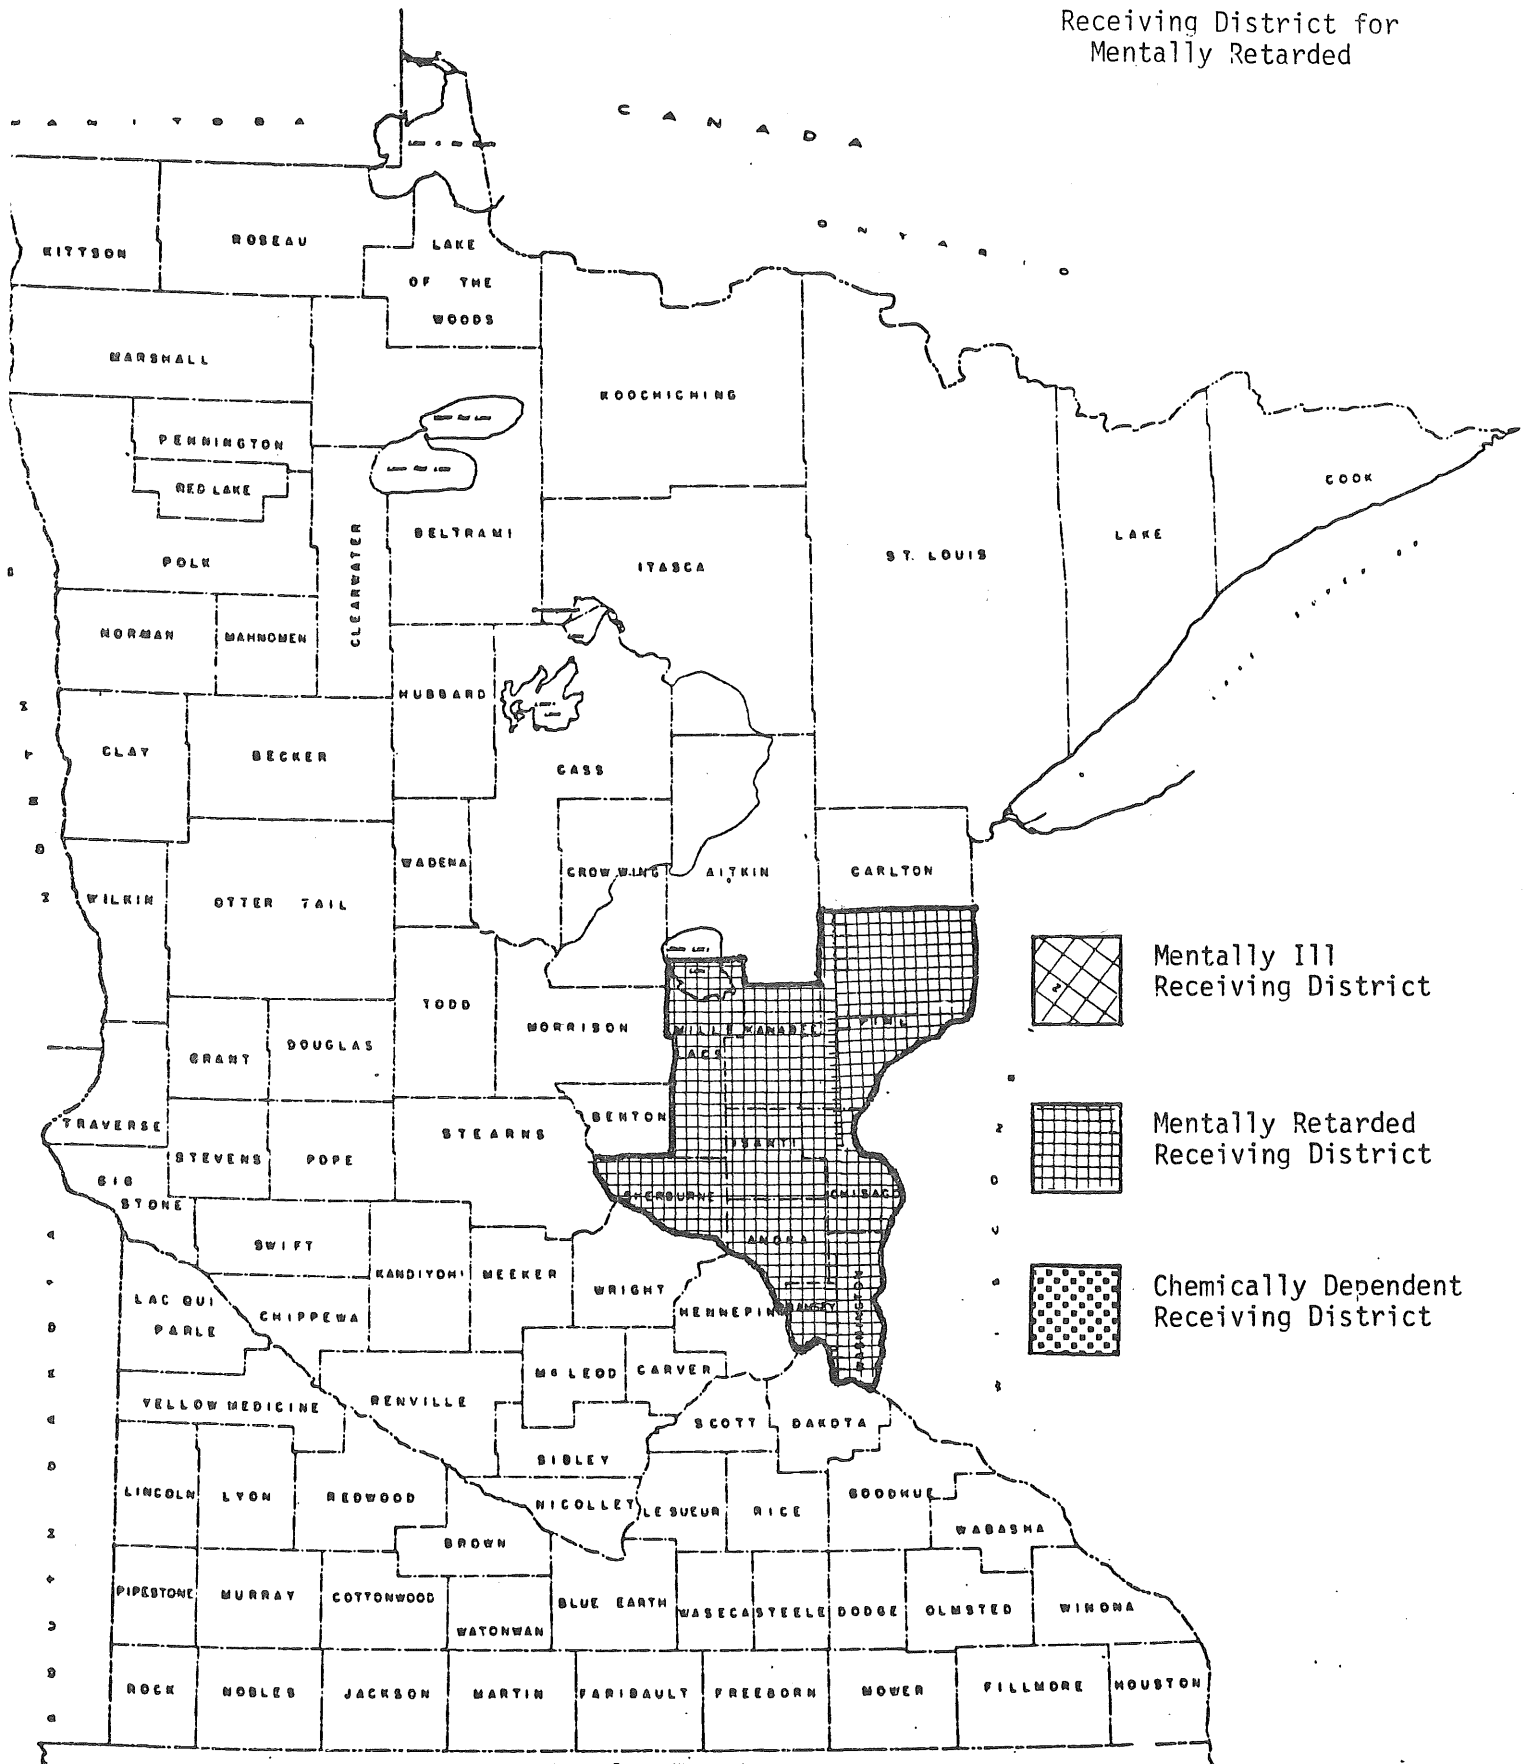 Receiving District for
Mentally Retarded
CANADA
MANITOBA
ONTARIO
KITTSON
ROSEAU
LAKE
OF THE
WOODS
MARSHALL
KOOCHICHING
PENNINGTON
RED LAKE
COOK
BELTRAMI
CLEARWATER
ITASCA
ST. LOUIS
LAKE
POLK
NORMAN
MAHNOMEN
HUBBARD
CLAY
BECKER
CASS
WADENA
CROW WING
AITKIN
CARLTON
WILKIN
OTTER TAIL
Mentally Ill
Receiving District
TODD
MORRISON
MILLE
LACS
KANABEC
PINE
GRANT
DOUGLAS
TRAVERSE
BENTON
STEARNS
ISANTI
Mentally Retarded
Receiving District
STEVENS
POPE
BIG
STONE
SHERBURNE
CHISAGO
SWIFT
ANOKA
KANDIYOHI
MEEKER
WRIGHT
HENNEPIN
RAMSEY
WASHINGTON
Chemically Dependent
Receiving District
LAC QUI
PARLE
CHIPPEWA
MC LEOD
CARVER
YELLOW MEDICINE
RENVILLE
SCOTT
DAKOTA
SIBLEY
LINCOLN
LYON
REDWOOD
NICOLLET
LE SUEUR
RICE
GOODHUE
WABASHA
BROWN
PIPESTONE
MURRAY
COTTONWOOD
WATONWAN
BLUE EARTH
WASECA
STEELE
DODGE
OLMSTED
WINONA
ROCK
NOBLES
JACKSON
MARTIN
FARIBAULT
FREEBORN
MOWER
FILLMORE
HOUSTON